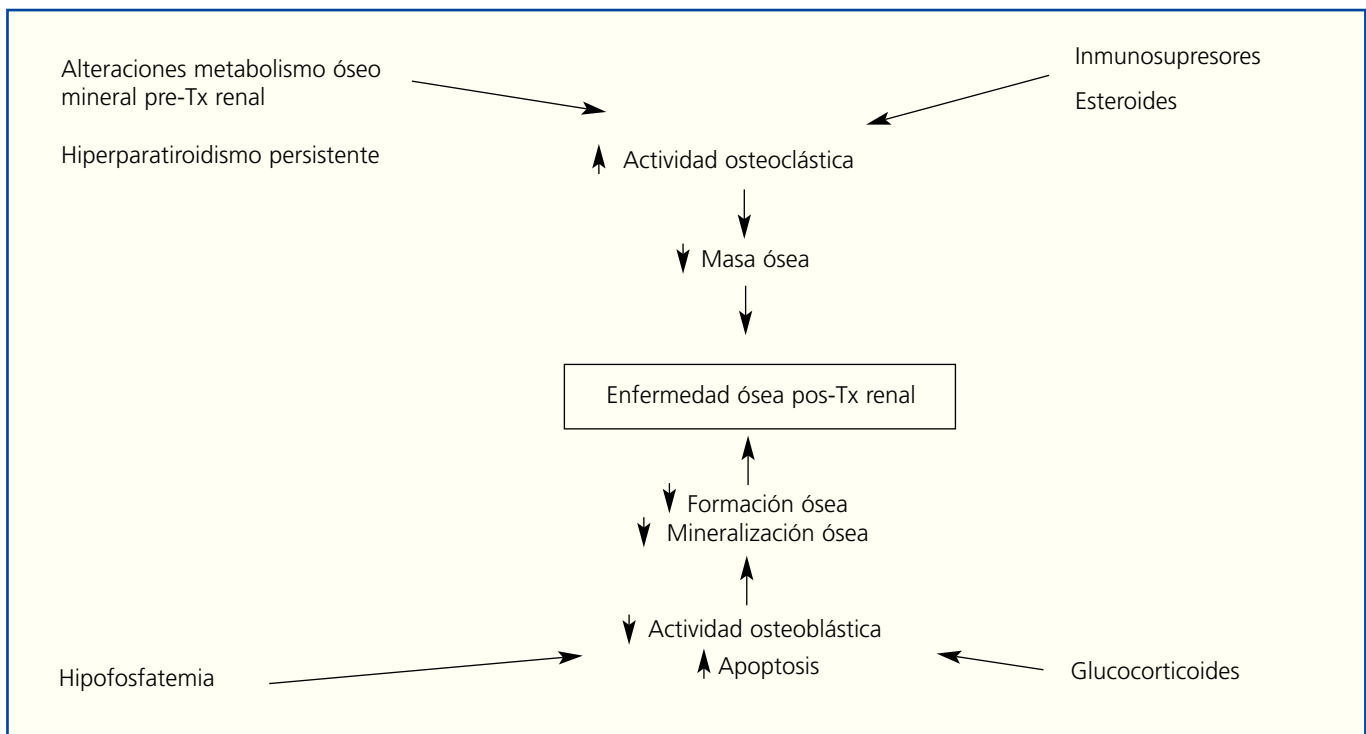 Alteraciones metabolismo óseo
mineral pre-Tx renal
Hiperparatiroidismo persistente
Inmunosupresores
Esteroides
Actividad osteoclástica
Masa ósea
Enfermedad ósea pos-Tx renal
Formación ósea
Mineralización ósea
Actividad osteoblástica
Apoptosis
Hipofosfatemia
Glucocorticoides